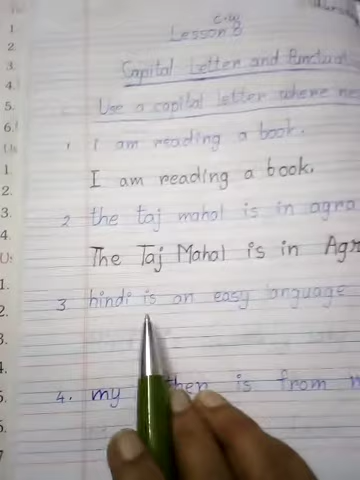 C.W
Lesson 8
Capital Letter and Punctuat
Use a capital letter where ne
1 I am reading a book.
I am reading a book.
2 the taj mahal is in agra
The Taj Mahal is in Agr
3 hindi is an easy language
4. my ther is from